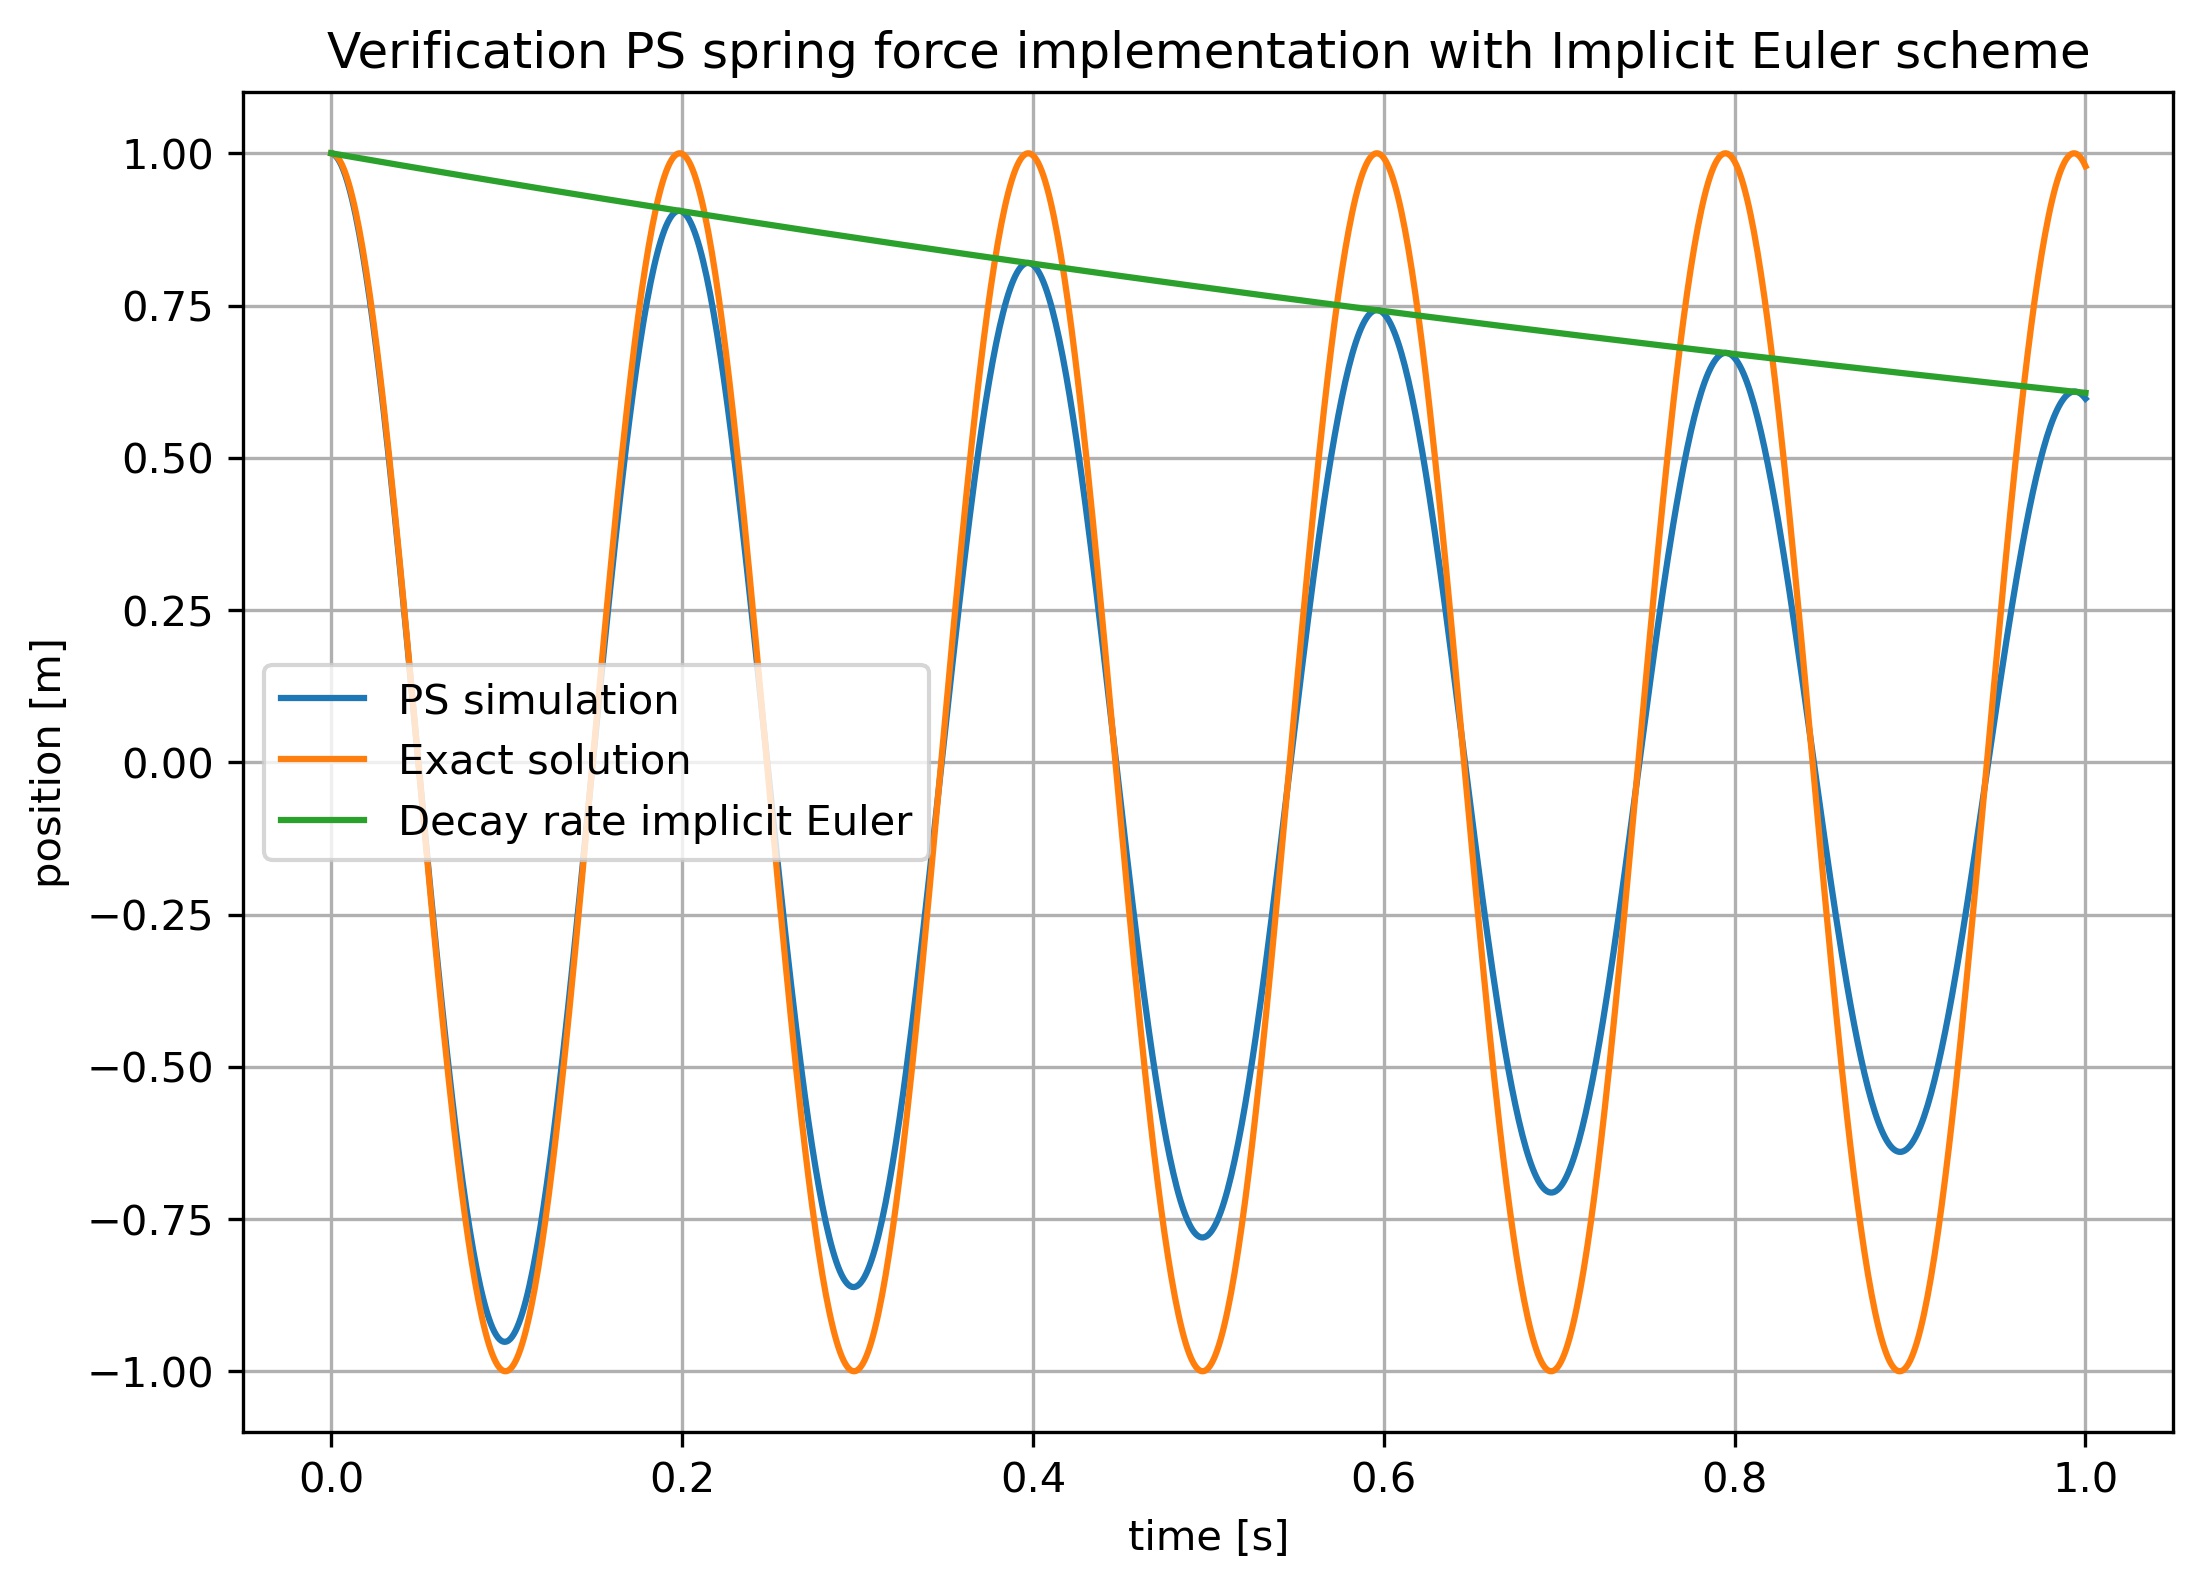 Verification PS spring force implementation with Implicit Euler scheme
1.00
0.75
0.50
0.25
0.00
−0.25
−0.50
−0.75
−1.00
position [m]
PS simulation
Exact solution
Decay rate implicit Euler
0.0 0.2 0.4 0.6 0.8 1.0
time [s]